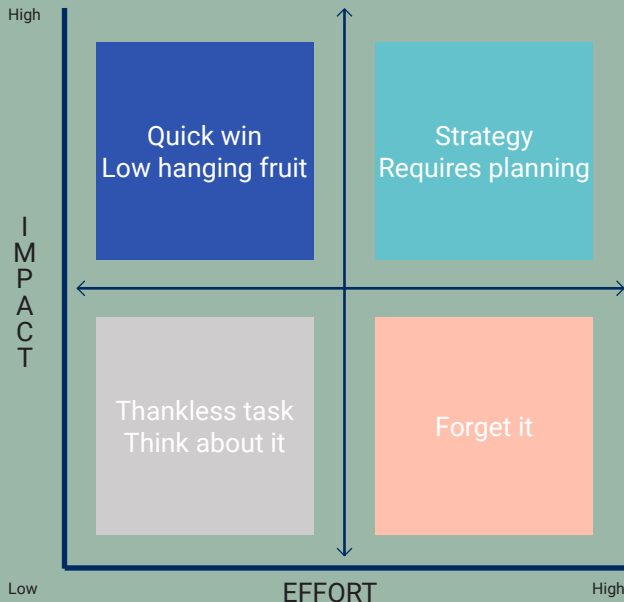 High
Quick win
Low hanging fruit
Strategy
Requires planning
IMPACT
Thankless task
Think about it
Forget it
Low
EFFORT
High